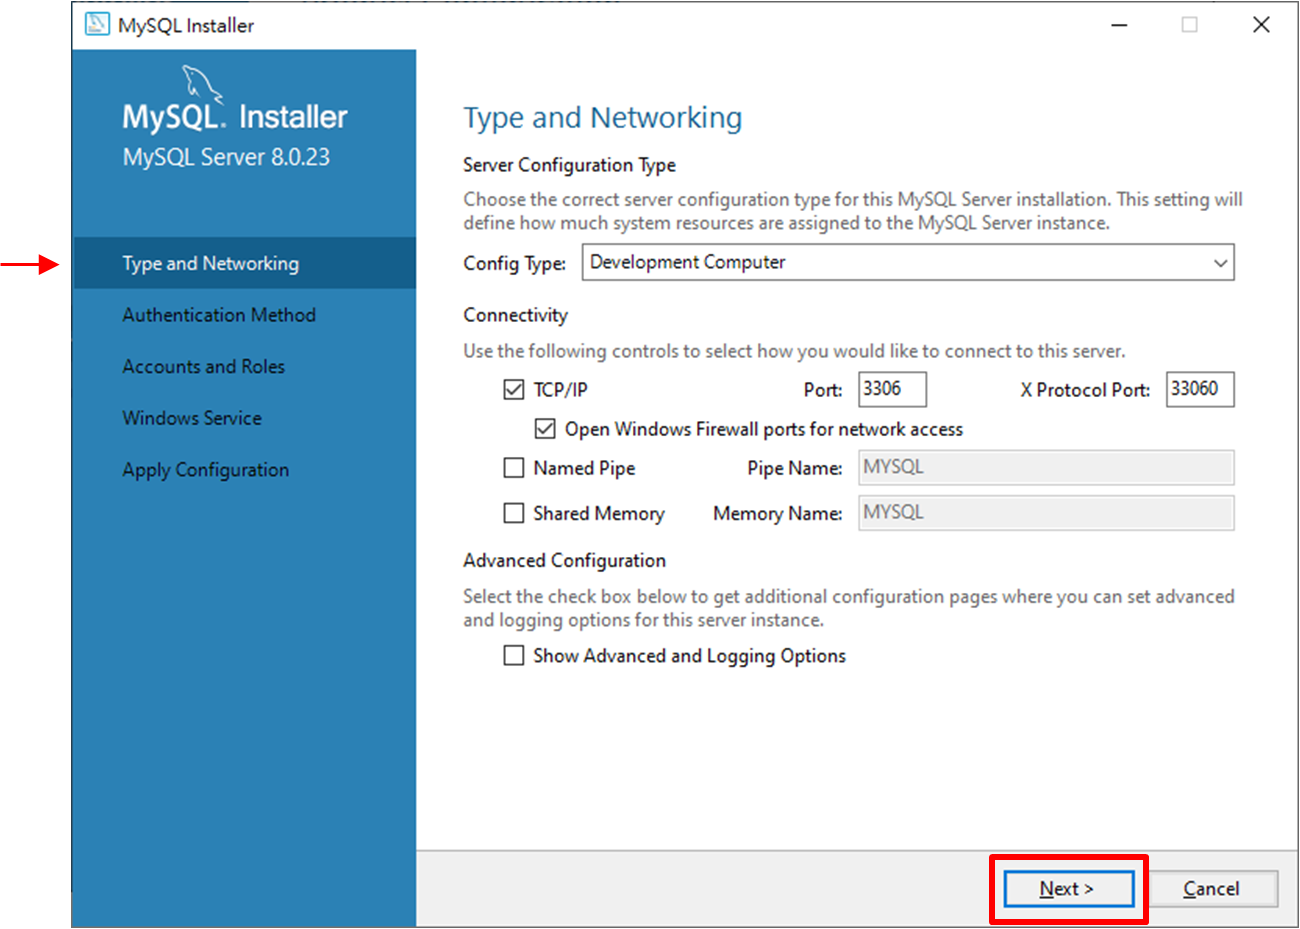 MySQL Installer
MySQL. Installer
MySQL Server 8.0.23
Type and Networking
Authentication Method
Accounts and Roles
Windows Service
Apply Configuration
Type and Networking
Server Configuration Type
Choose the correct server configuration type for this MySQL Server installation. This setting will
define how much system resources are assigned to the MySQL Server instance.
Config Type: Development Computer
Connectivity
Use the following controls to select how you would like to connect to this server.
TCP/IP Port: 3306 X Protocol Port: 33060
Open Windows Firewall ports for network access
Named Pipe Pipe Name: MYSQL
Shared Memory Memory Name: MYSQL
Advanced Configuration
Select the check box below to get additional configuration pages where you can set advanced
and logging options for this server instance.
Show Advanced and Logging Options
Next > Cancel